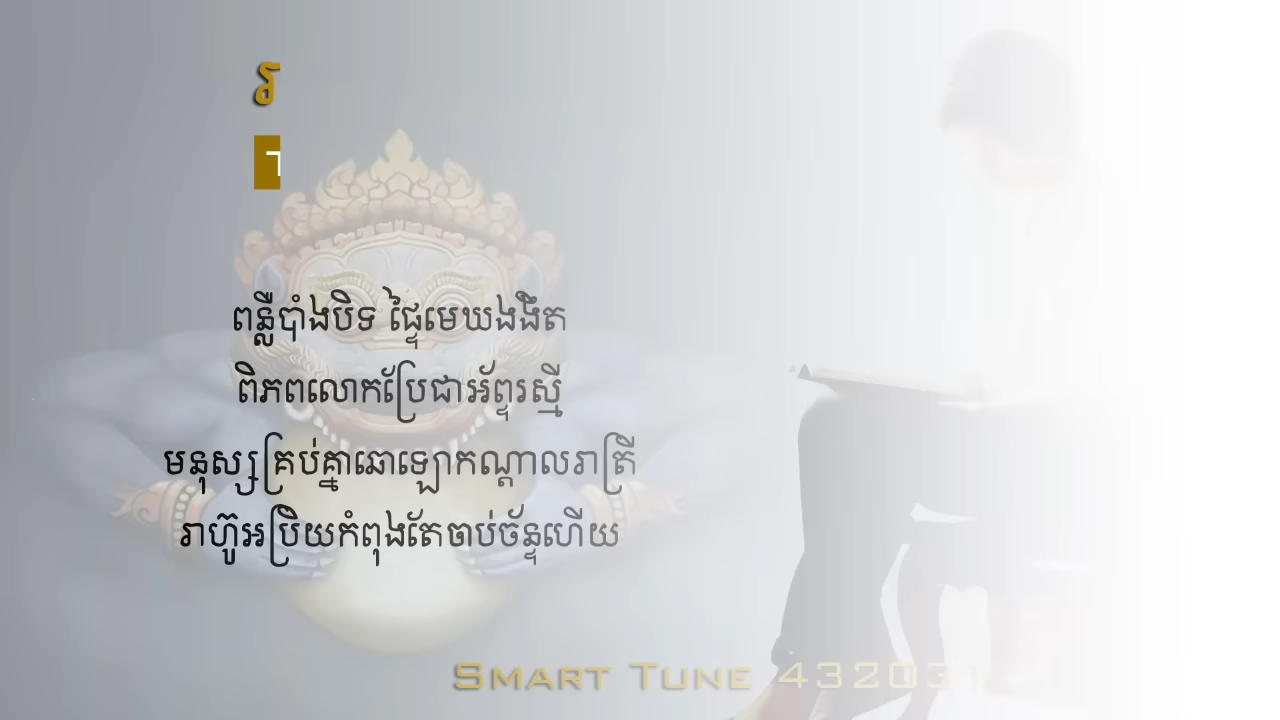 ពន្លឺបាំងបិទ ផ្ទៃមេឃងងឹត
ពិភពលោកប្រែជាអ័ព្ទរស្មី
មនុស្សគ្រប់គ្នាឆោឡោកណ្ដាលរាត្រី
រាហ៊ូអប្រិយកំពុងតែចាប់ច័ន្ទហើយ
Smart Tune 432031